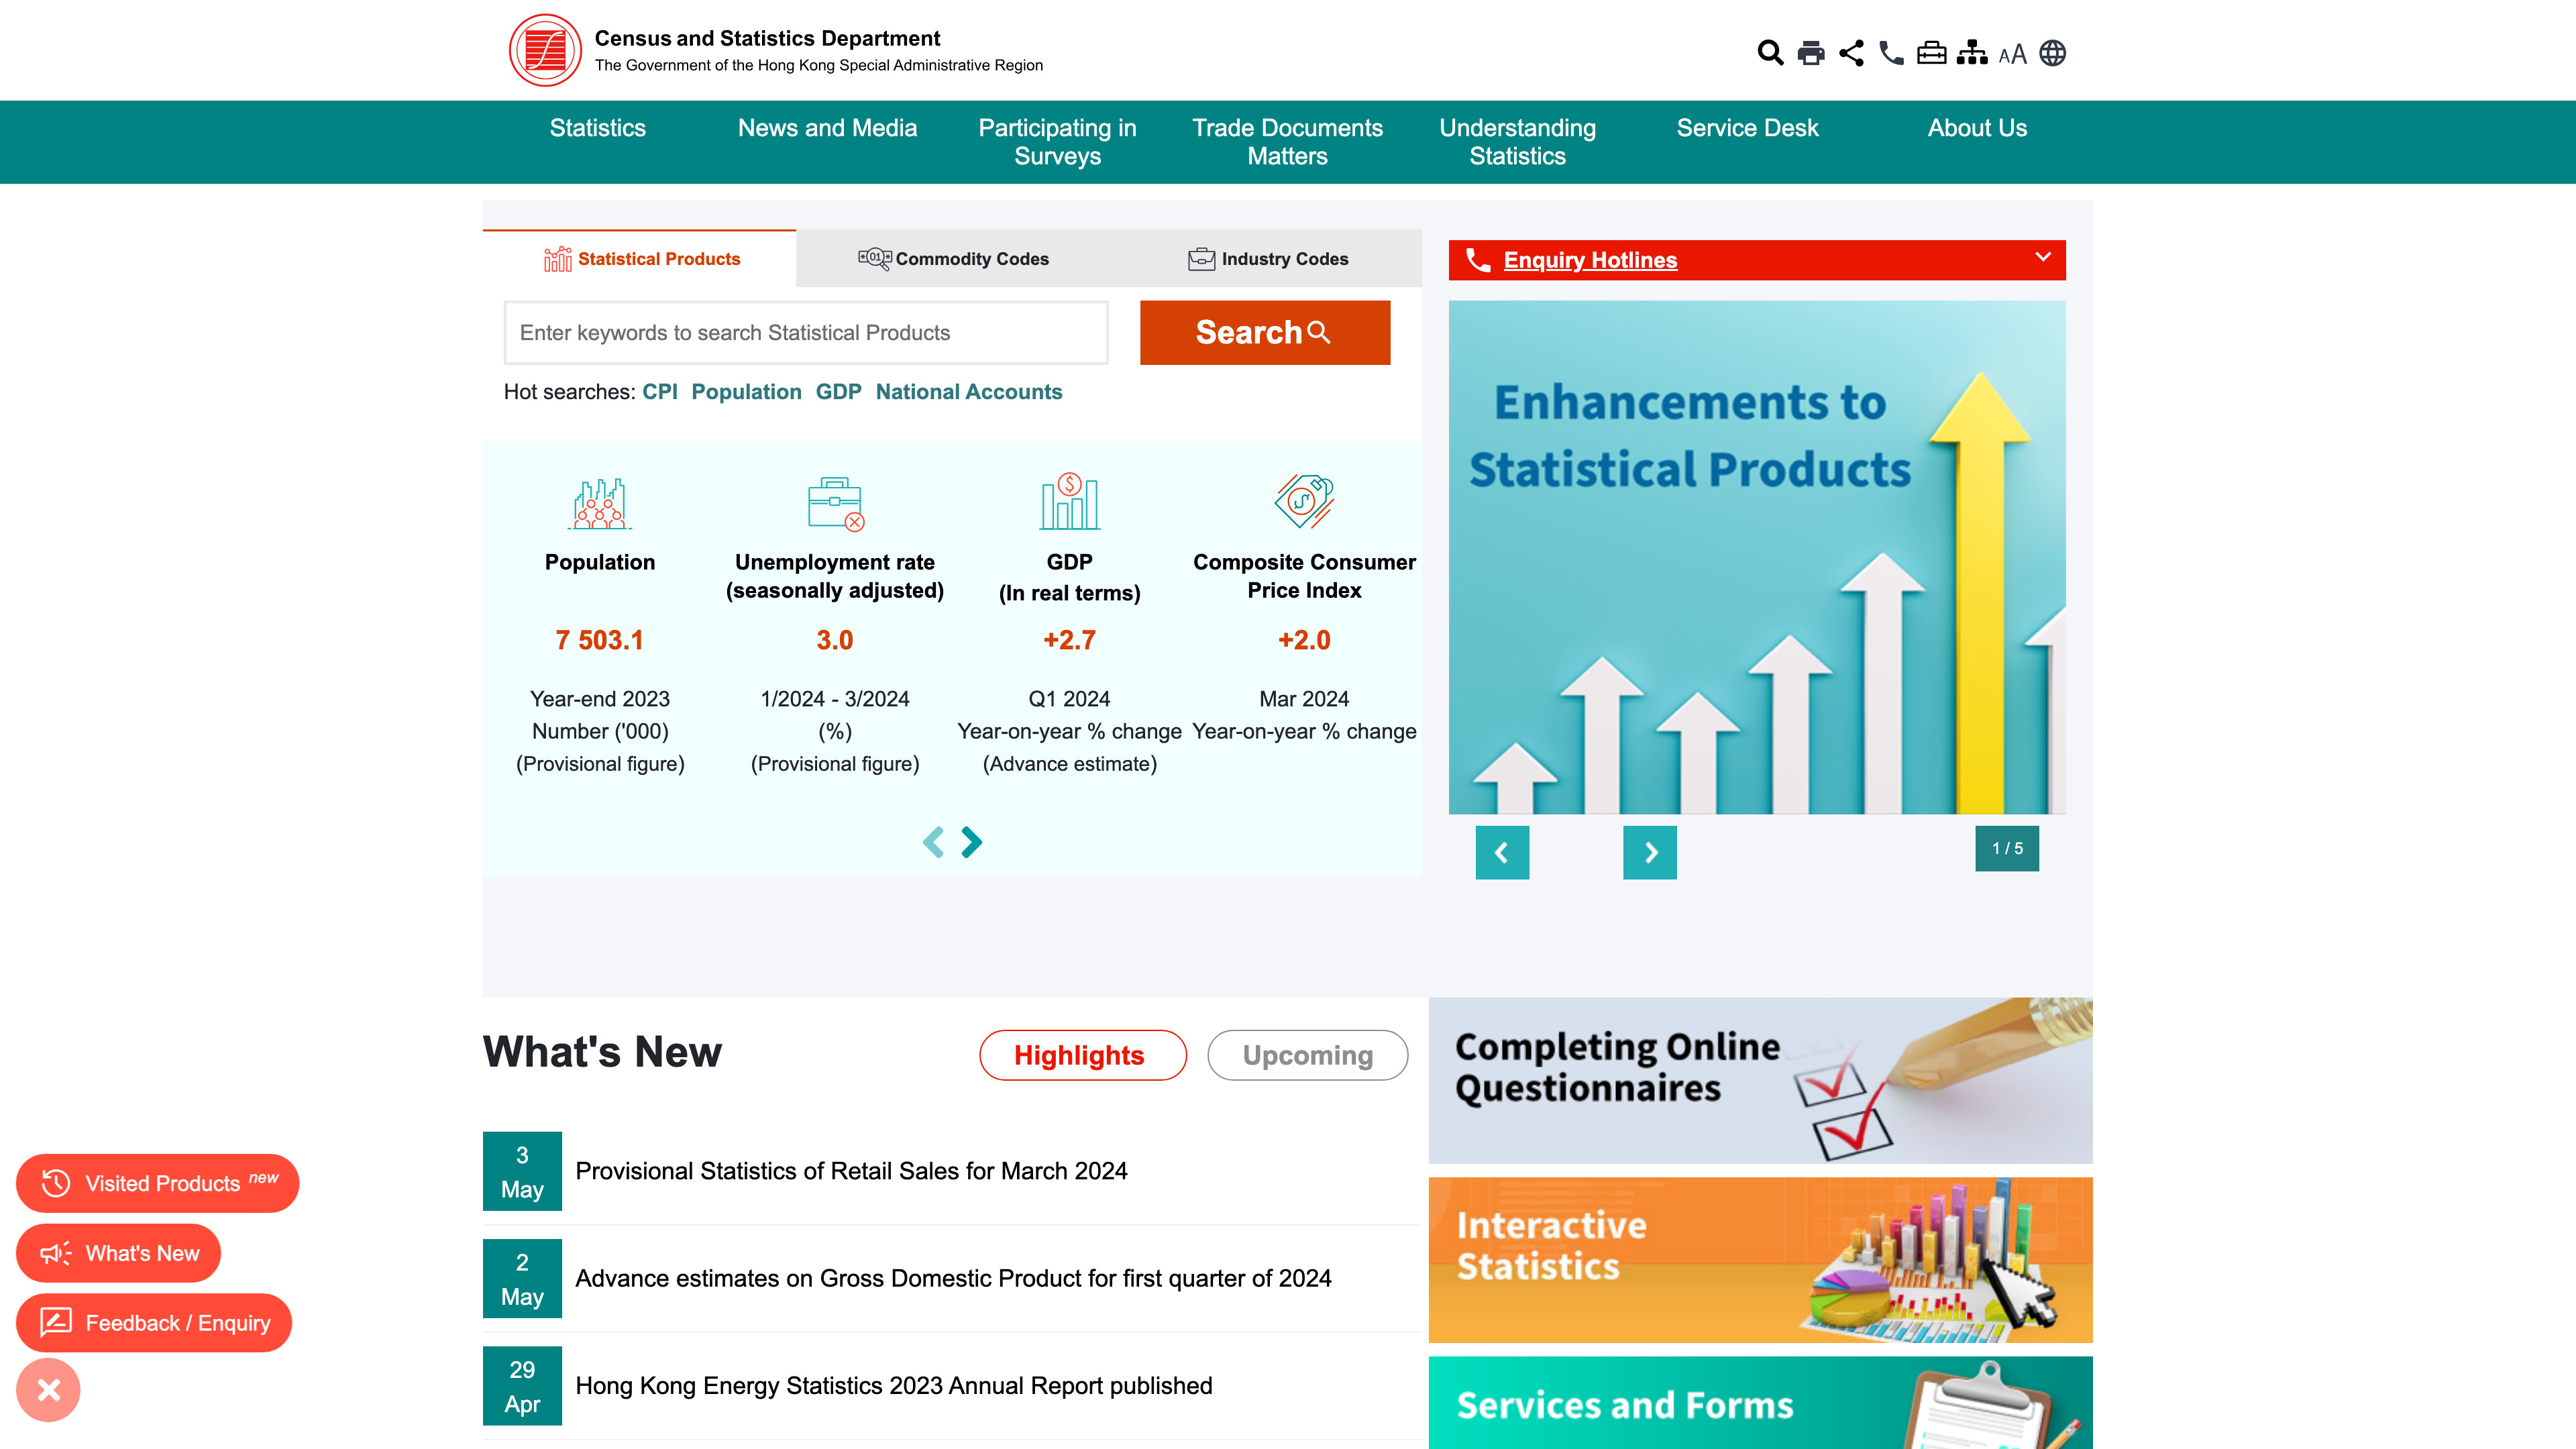 Census and Statistics Department
The Government of the Hong Kong Special Administrative Region
AA
Statistics
News and Media
Participating in
Surveys
Trade Documents
Matters
Understanding
Statistics
Service Desk
About Us
Statistical Products
01
Commodity Codes
Industry Codes
Enter keywords to search Statistical Products
Search
Hot searches: CPI Population GDP National Accounts
Population
7 503.1
Year-end 2023
Number ('000)
(Provisional figure)
Unemployment rate
(seasonally adjusted)
3.0
1/2024 - 3/2024
(%)
(Provisional figure)
$
GDP
(In real terms)
+2.7
Q1 2024
Year-on-year % change
(Advance estimate)
$
Composite Consumer
Price Index
+2.0
Mar 2024
Year-on-year % change
Enquiry Hotlines
Enhancements to
Statistical Products
1 / 5
What's New
Highlights
Upcoming
3
May
Provisional Statistics of Retail Sales for March 2024
2
May
Advance estimates on Gross Domestic Product for first quarter of 2024
29
Apr
Hong Kong Energy Statistics 2023 Annual Report published
Completing Online
Questionnaires
Interactive
Statistics
Services and Forms
Visited Products new
What's New
Feedback / Enquiry